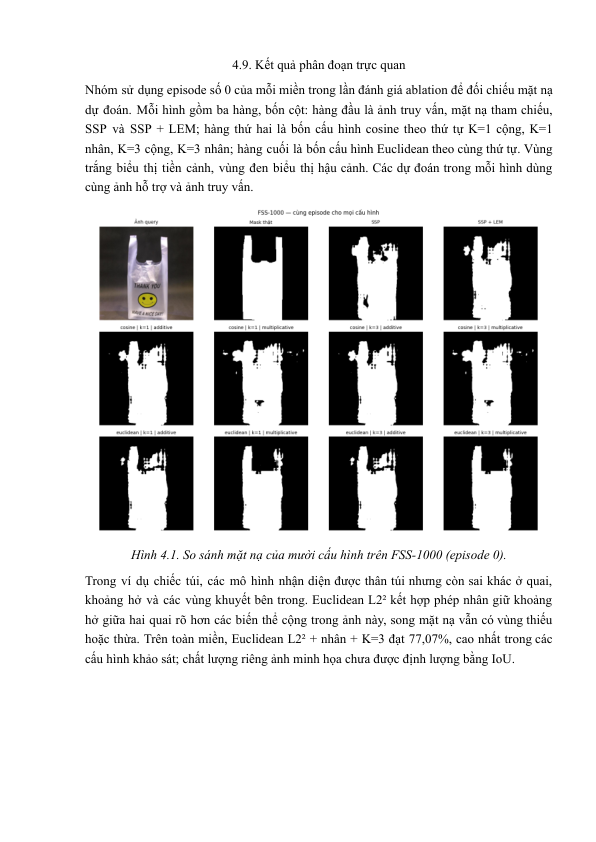 4.9. Kết quả phân đoạn trực quan
Nhóm sử dụng episode số 0 của mỗi miền trong lần đánh giá ablation để đối chiếu mặt nạ
dự đoán. Mỗi hình gồm ba hàng, bốn cột: hàng đầu là ảnh truy vấn, mặt nạ tham chiếu,
SSP và SSP + LEM; hàng thứ hai là bốn cấu hình cosine theo thứ tự K=1 cộng, K=1
nhân, K=3 cộng, K=3 nhân; hàng cuối là bốn cấu hình Euclidean theo cùng thứ tự. Vùng
trắng biểu thị tiền cảnh, vùng đen biểu thị hậu cảnh. Các dự đoán trong mỗi hình dùng
cùng ảnh hỗ trợ và ảnh truy vấn.
FSS-1000 — cùng episode cho mọi cấu hình
Ảnh query Mask thật SSP SSP + LEM
THANK YOU
HAVE A NICE DAY
cosine | k=1 | additive cosine | k=1 | multiplicative cosine | k=3 | additive cosine | k=3 | multiplicative
euclidean | k=1 | additive euclidean | k=1 | multiplicative euclidean | k=3 | additive euclidean | k=3 | multiplicative
Hình 4.1. So sánh mặt nạ của mười cấu hình trên FSS-1000 (episode 0).
Trong ví dụ chiếc túi, các mô hình nhận diện được thân túi nhưng còn sai khác ở quai,
khoảng hở và các vùng khuyết bên trong. Euclidean L2² kết hợp phép nhân giữ khoảng
hở giữa hai quai rõ hơn các biến thể cộng trong ảnh này, song mặt nạ vẫn có vùng thiếu
hoặc thừa. Trên toàn miền, Euclidean L2² + nhân + K=3 đạt 77,07%, cao nhất trong các
cấu hình khảo sát; chất lượng riêng ảnh minh họa chưa được định lượng bằng IoU.